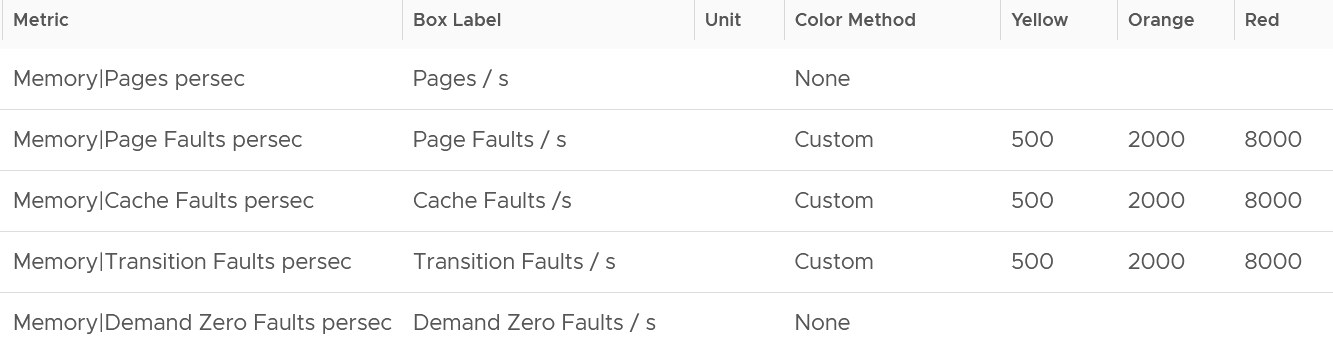 Metric Box Label Unit Color Method Yellow Orange Red
Memory|Pages persec Pages / s None
Memory|Page Faults persec Page Faults / s Custom 500 2000 8000
Memory|Cache Faults persec Cache Faults /s Custom 500 2000 8000
Memory|Transition Faults persec Transition Faults / s Custom 500 2000 8000
Memory|Demand Zero Faults persec Demand Zero Faults / s None